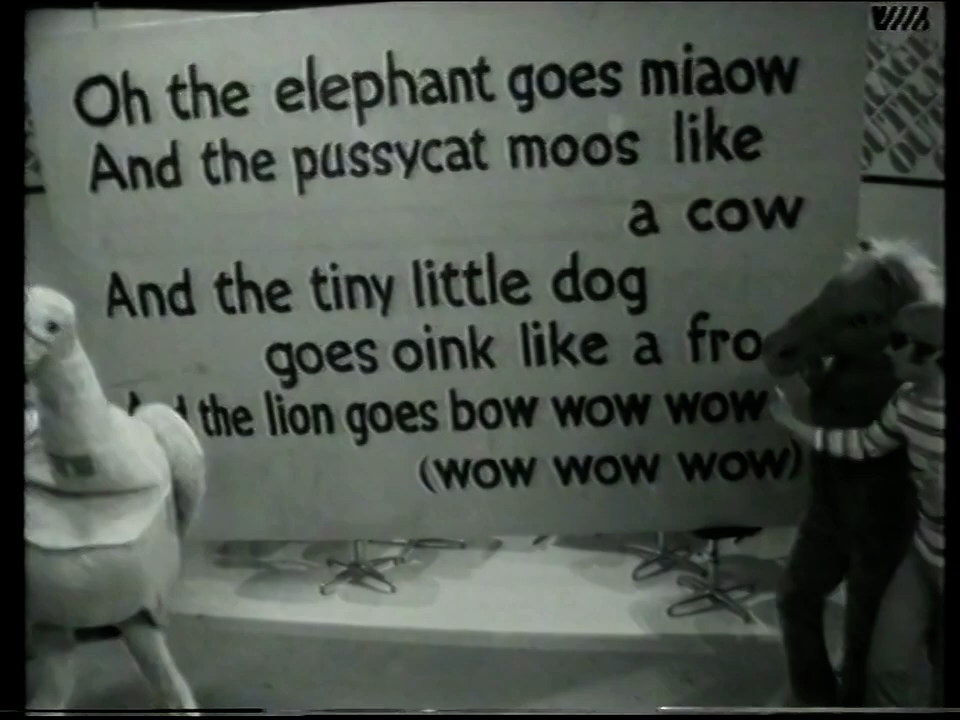 Oh the elephant goes miaow
And the pussycat moos like
a cow
And the tiny little dog
goes oink like a fro
the lion goes bow wow wow
(wow wow wow)
OUTRAGE